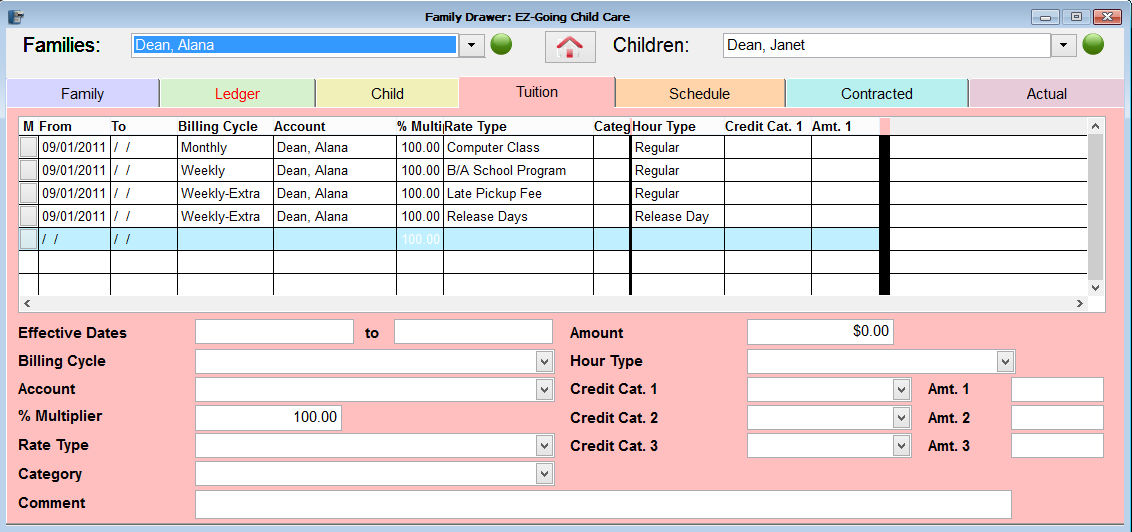 Family Drawer: EZ-Going Child Care
Families: Dean, Alana Children: Dean, Janet
Family Ledger Child Tuition Schedule Contracted Actual
M From To Billing Cycle Account % Multi Rate Type Categ Hour Type Credit Cat. 1 Amt. 1
09/01/2011 / / Monthly Dean, Alana 100.00 Computer Class Regular
09/01/2011 / / Weekly Dean, Alana 100.00 B/A School Program Regular
09/01/2011 / / Weekly-Extra Dean, Alana 100.00 Late Pickup Fee Regular
09/01/2011 / / Weekly-Extra Dean, Alana 100.00 Release Days Release Day
/ / / / 100.00
Effective Dates to Amount $0.00
Billing Cycle Hour Type
Account Credit Cat. 1 Amt. 1
% Multiplier 100.00 Credit Cat. 2 Amt. 2
Rate Type Credit Cat. 3 Amt. 3
Category
Comment